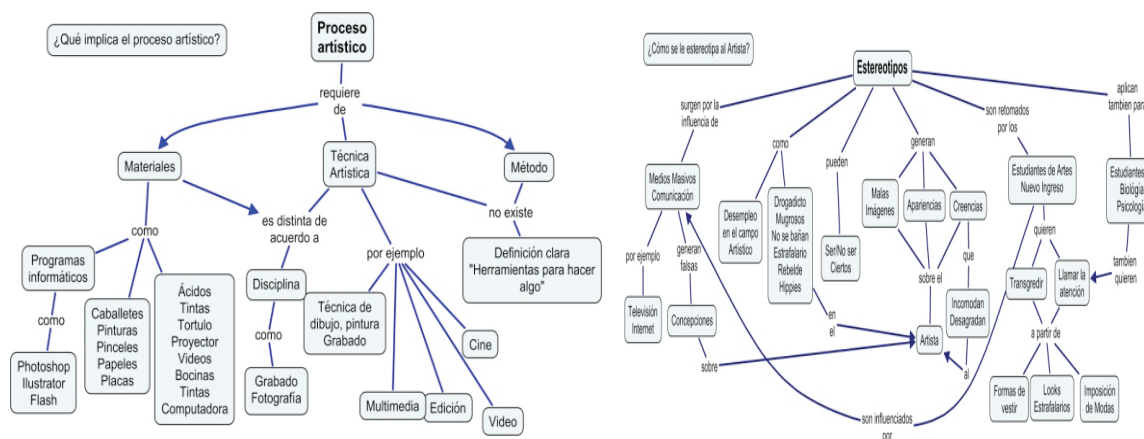 ¿Qué implica el proceso artístico?
Proceso
artístico
requiere
de
Materiales
Técnica
Artística
Método
como
es distinta de
acuerdo a
no existe
por ejemplo
Definición clara
"Herramientas para hacer
algo"
Programas
informáticos
Disciplina
como
Caballetes
Pinturas
Pinceles
Papeles
Placas
Ácidos
Tintas
Tortulo
Proyector
Videos
Bocinas
Tintas
Computadora
como
Técnica de
dibujo, pintura
Grabado
Cine
Photoshop
Ilustrator
Flash
Grabado
Fotografía
Multimedia
Edición
Video
¿Cómo se le estereotipa al Artista?
Estereotipos
surgen por la
influencia de
como
pueden
generan
son retomados
por los
aplican
tambien para
Medios Masivos
Comunicación
Desempleo
en el campo
Artístico
Drogadicto
Mugrosos
No se bañan
Estrafalario
Rebelde
Hippies
Ser/No ser
Ciertos
Malas
Imágenes
Apariencias
Creencias
Estudiantes de Artes
Nuevo Ingreso
Estudiantes
Biología
Psicología
por ejemplo
generan
falsas
sobre el
que
quieren
tambien
quieren
Transgredir
Llamar la
atención
Televisión
Internet
Concepciones
en
el
Artista
Incomodan
Desagradan
a partir de
sobre
al
Formas de
vestir
Looks
Estrafalarios
Imposición
de Modas
son influenciados
por